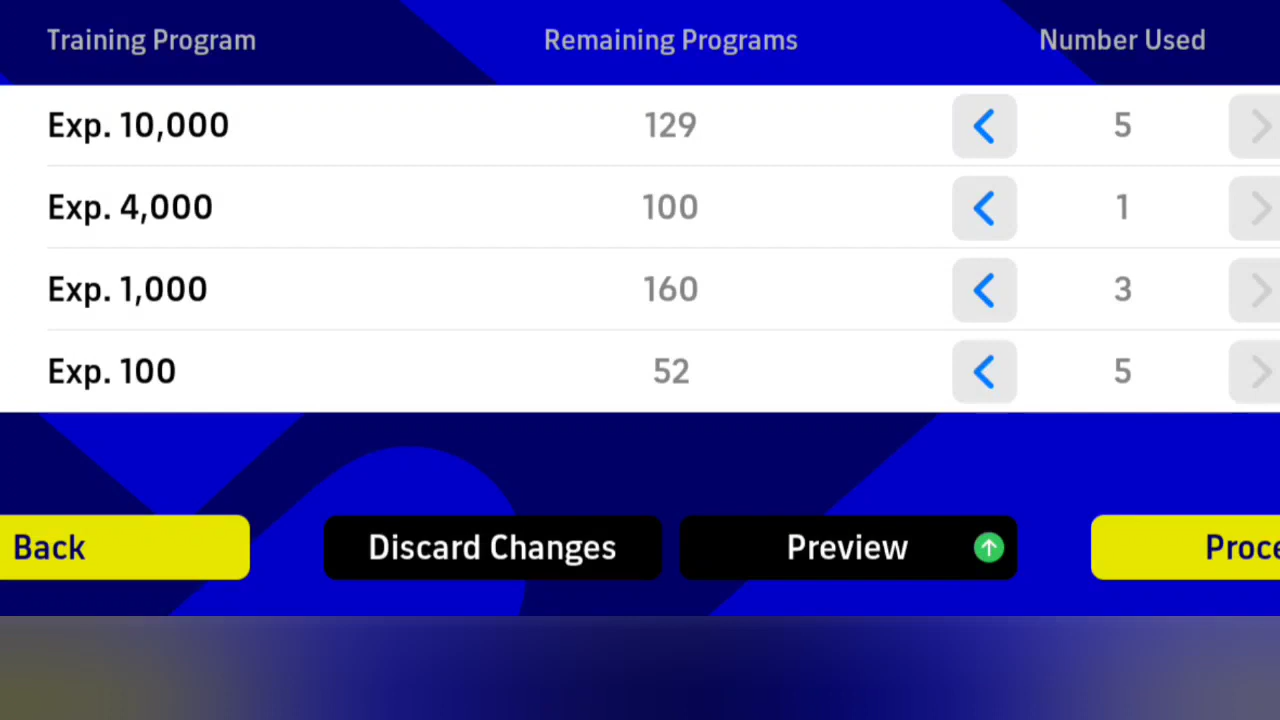 Training Program Remaining Programs Number Used
Exp. 10,000 129 5
Exp. 4,000 100 1
Exp. 1,000 160 3
Exp. 100 52 5
Back Discard Changes Preview Proce